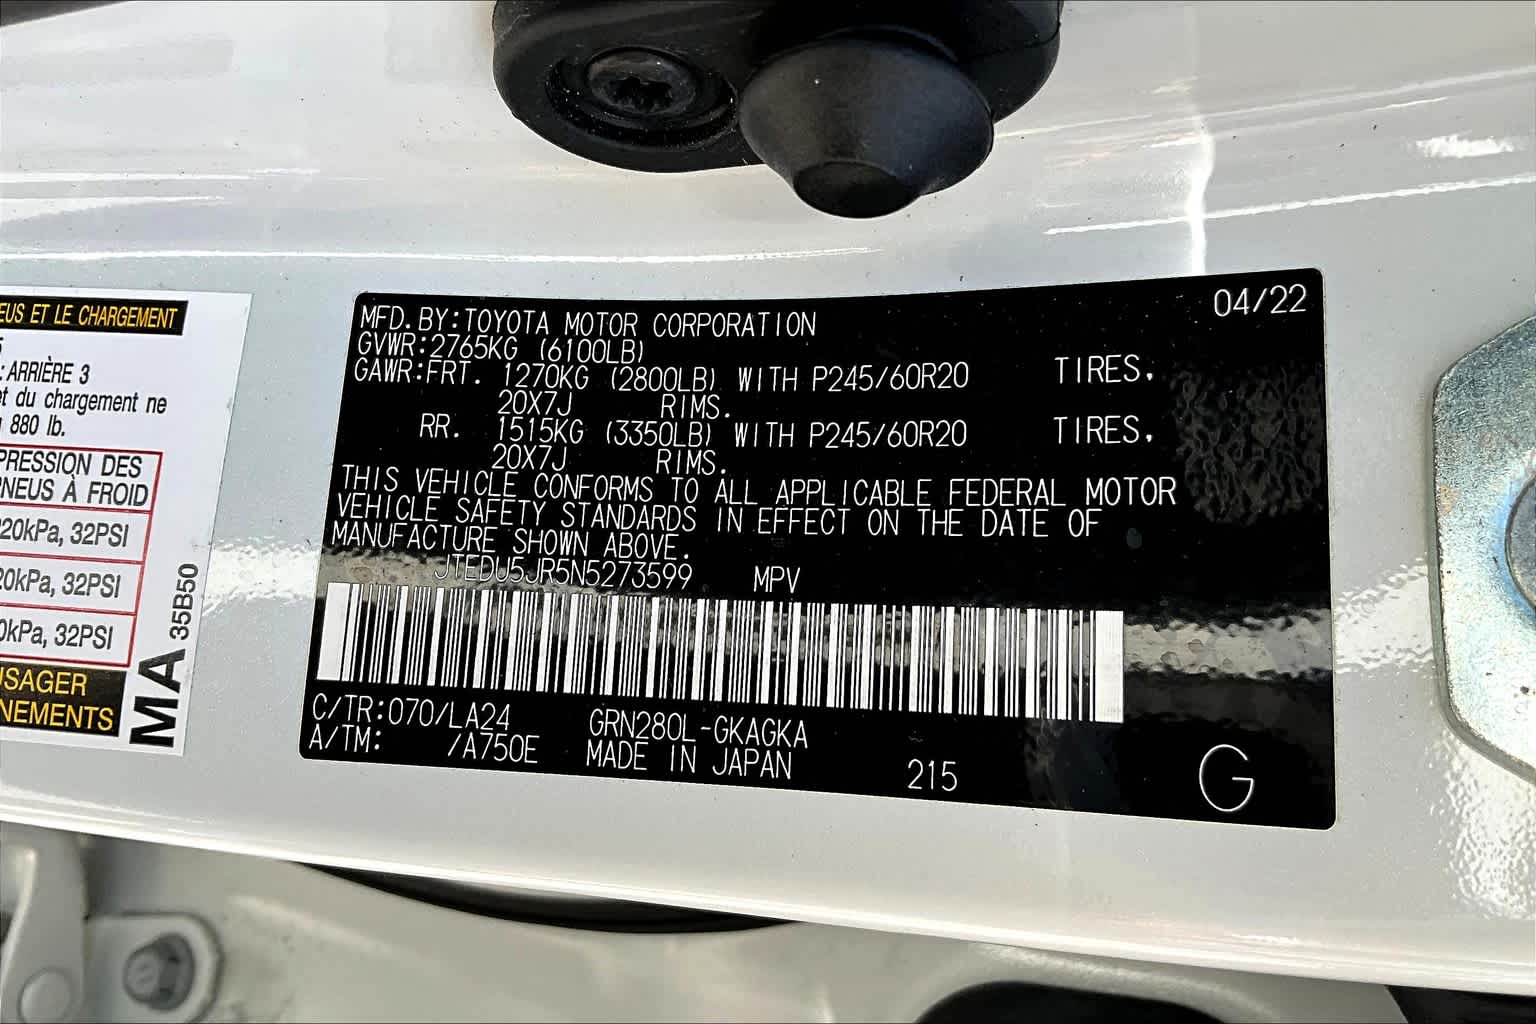 EUS ET LE CHARGEMENT
5
: ARRIÈRE 3
et du chargement ne
880 lb.
PRESSION DES
NEUS À FROID
20kPa, 32PSI
20kPa, 32PSI
0kPa, 32PSI
USAGER
NEMENTS
MA 35B50
04/22
MFD.BY:TOYOTA MOTOR CORPORATION
GVWR:2765KG (6100LB)
GAWR:FRT. 1270KG (2800LB) WITH P245/60R20 TIRES,
20X7J RIMS.
RR. 1515KG (3350LB) WITH P245/60R20 TIRES,
20X7J RIMS.
THIS VEHICLE CONFORMS TO ALL APPLICABLE FEDERAL MOTOR
VEHICLE SAFETY STANDARDS IN EFFECT ON THE DATE OF
MANUFACTURE SHOWN ABOVE.
JTEDU5JR5N5273599 MPV
C/TR:070/LA24 GRN280L-GKAGKA
A/TM: /A750E MADE IN JAPAN 215 G